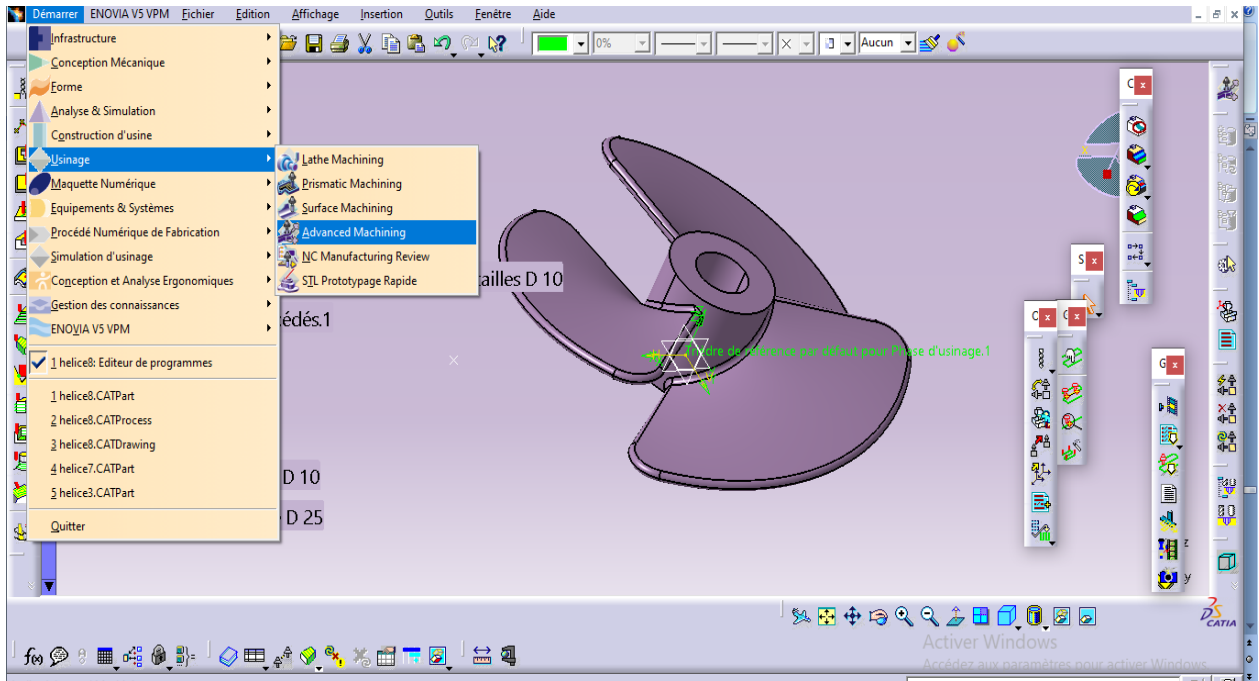 Démarrer ENOVIA V5 VPM Fichier Edition Affichage Insertion Outils Fenêtre Aide
Infrastructure
Conception Mécanique
Forme
Analyse & Simulation
Construction d'usine
Usinage
Maquette Numérique
Equipements & Systèmes
Procédé Numérique de Fabrication
Simulation d'usinage
Conception et Analyse Ergonomiques
Gestion des connaissances
ENOVIA V5 VPM
1 helice8: Editeur de programmes
1 helice8.CATPart
2 helice8.CATProcess
3 helice8.CATDrawing
4 helice7.CATPart
5 helice3.CATPart
Quitter
Lathe Machining
Prismatic Machining
Surface Machining
Advanced Machining
NC Manufacturing Review
STL Prototypage Rapide
0%
Aucun
ailles D 10
édés.1
D 10
D 25
de référence par défaut pour Phase d'usinage.1
C
S
C
C
G
z
y
x
CATIA
f(x)
Activer Windows
Accédez aux paramètres pour activer Windows.